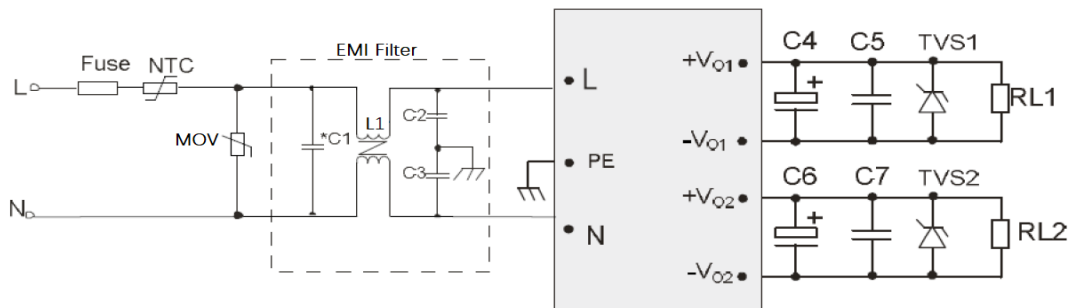 EMI Filter
Fuse
NTC
L
MOV
*C1
L1
C2
C3
N
L
PE
N
+VO1
-VO1
+VO2
-VO2
C4
C5
TVS1
RL1
C6
C7
TVS2
RL2